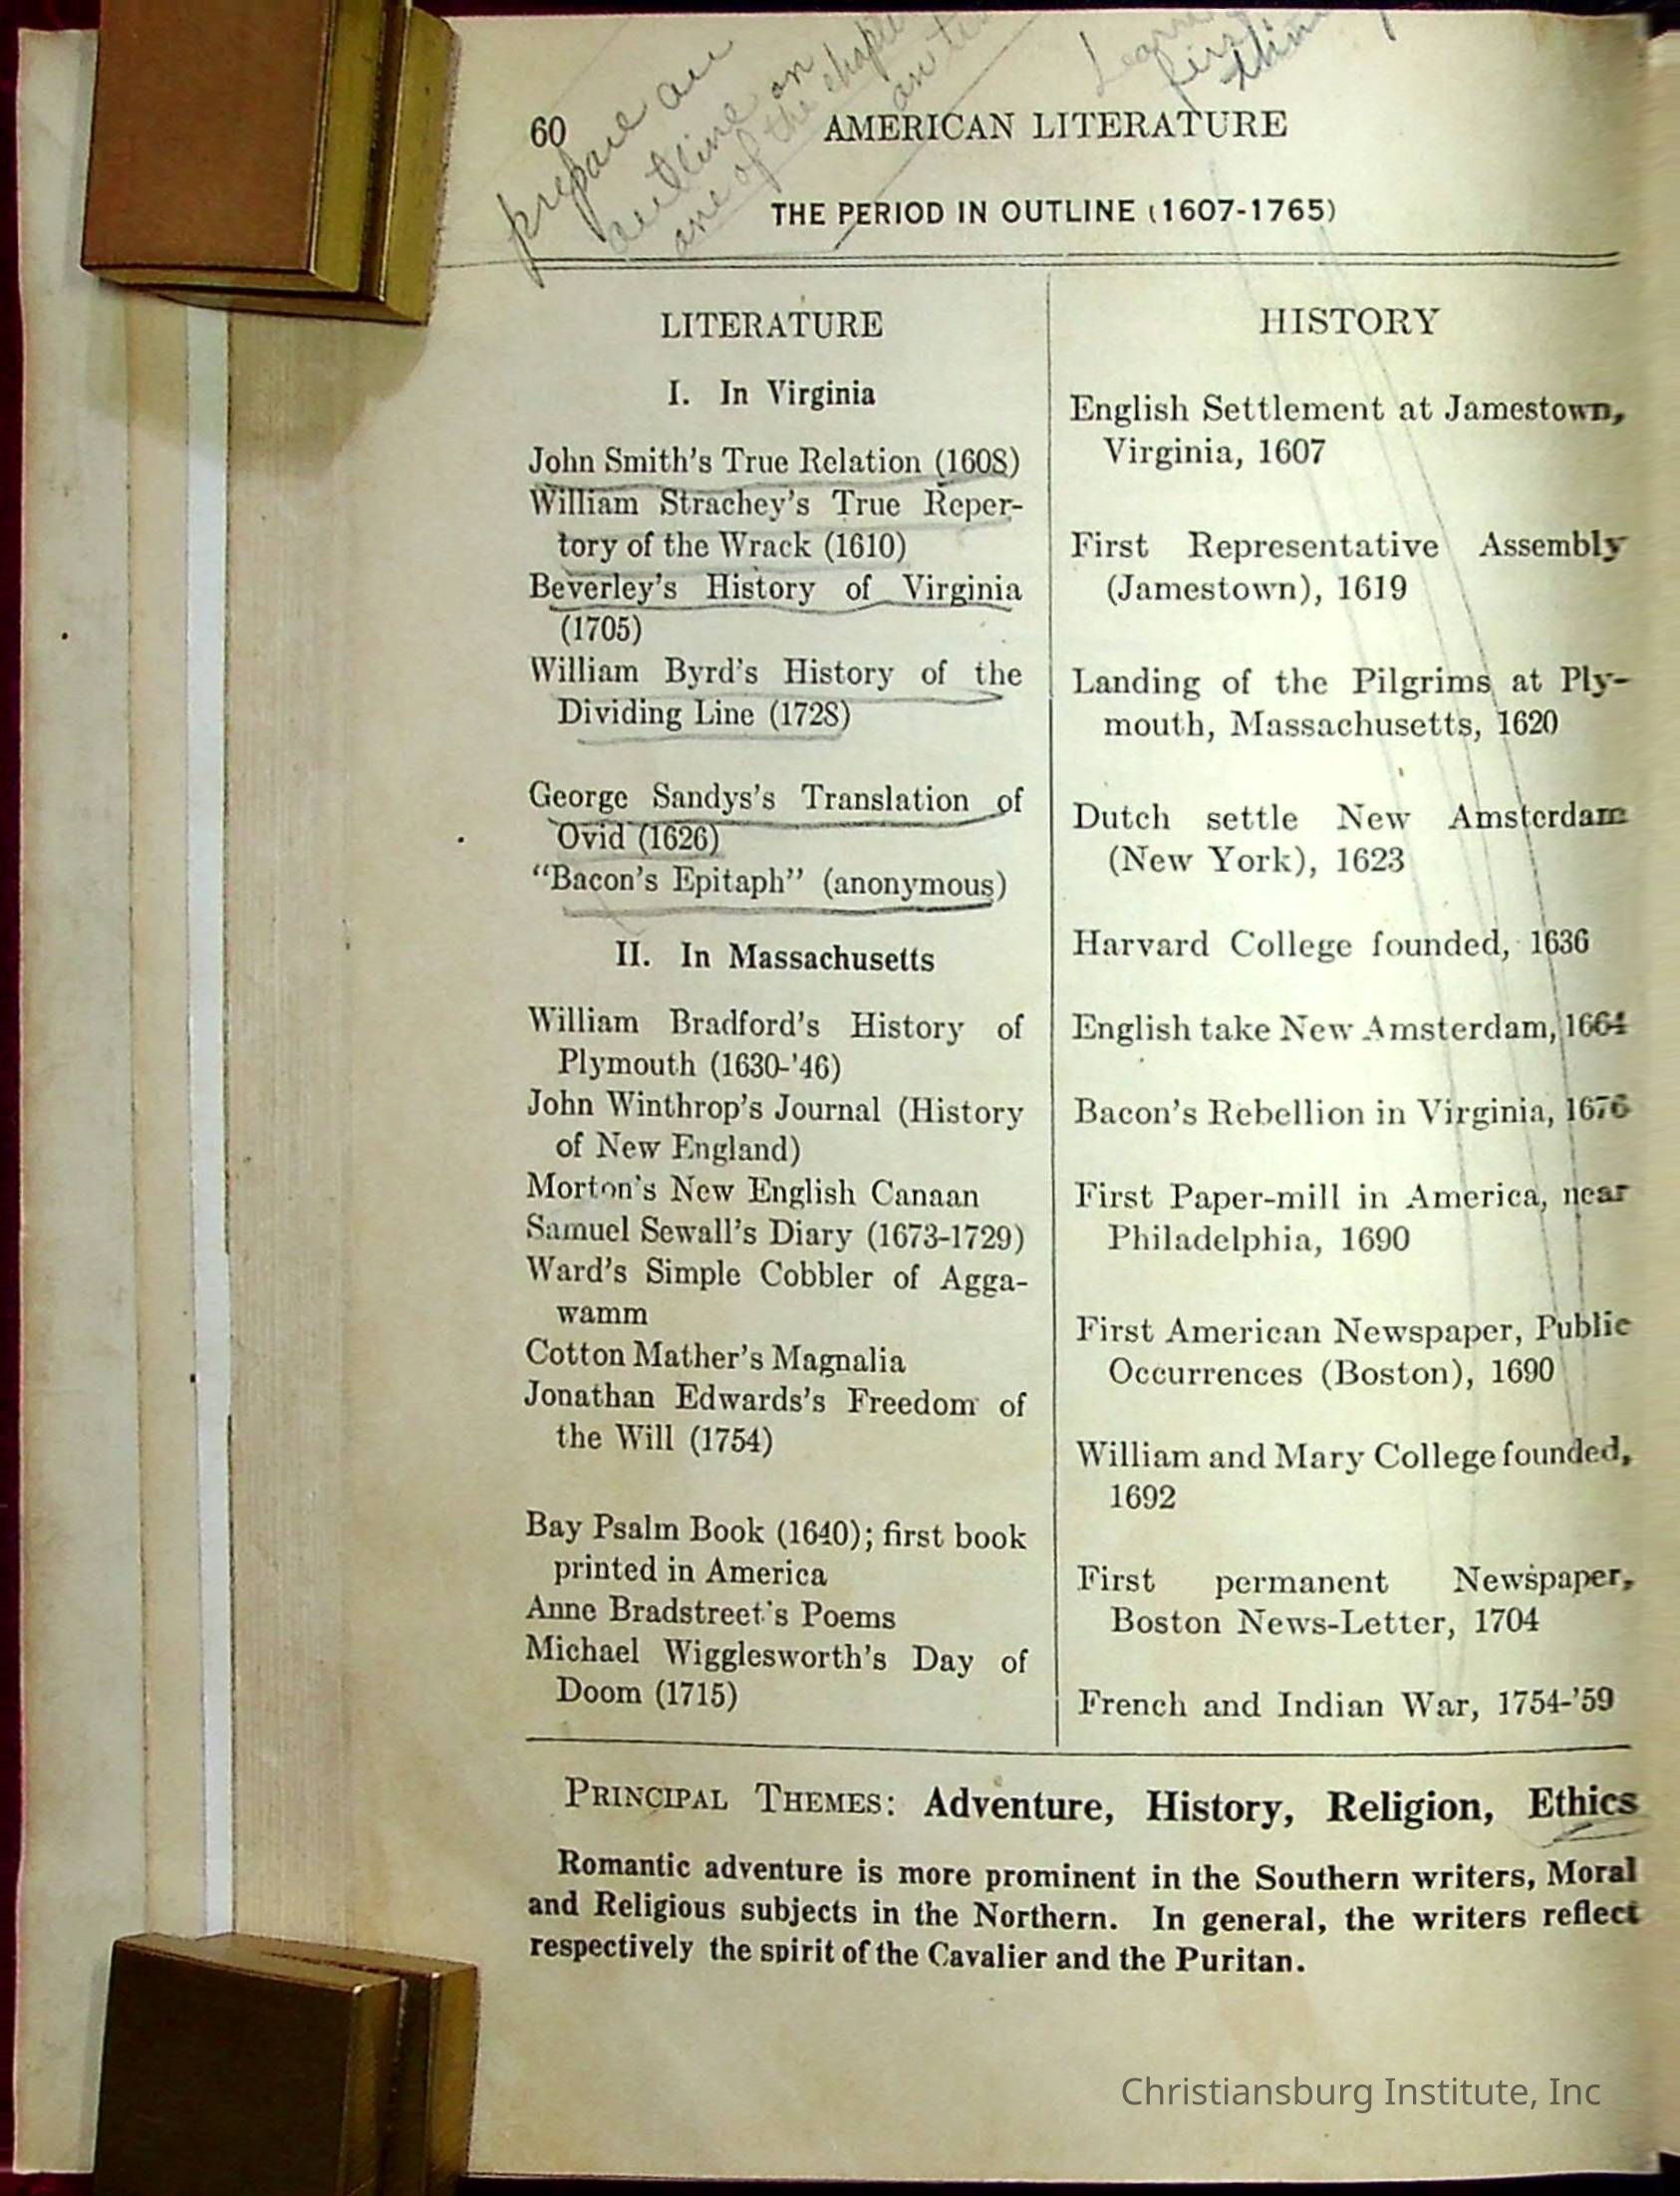 prepare an
outline on
one of the chapters
60
AMERICAN LITERATURE
THE PERIOD IN OUTLINE (1607-1765)
LITERATURE
I. In Virginia
John Smith's True Relation (1608)
William Strachey's True Reper-
tory of the Wrack (1610)
Beverley's History of Virginia
(1705)
William Byrd's History of the
Dividing Line (1728)
George Sandys's Translation of
Ovid (1626)
"Bacon's Epitaph" (anonymous)
II. In Massachusetts
William Bradford's History of
Plymouth (1630-'46)
John Winthrop's Journal (History
of New England)
Morton's New English Canaan
Samuel Sewall's Diary (1673-1729)
Ward's Simple Cobbler of Agga-
wamm
Cotton Mather's Magnalia
Jonathan Edwards's Freedom of
the Will (1754)
Bay Psalm Book (1640); first book
printed in America
Anne Bradstreet's Poems
Michael Wigglesworth's Day of
Doom (1715)
HISTORY
English Settlement at Jamestown,
Virginia, 1607
First Representative Assembly
(Jamestown), 1619
Landing of the Pilgrims at Ply-
mouth, Massachusetts, 1620
Dutch settle New Amsterdam
(New York), 1623
Harvard College founded, 1636
English take New Amsterdam, 1664
Bacon's Rebellion in Virginia, 1676
First Paper-mill in America, near
Philadelphia, 1690
First American Newspaper, Public
Occurrences (Boston), 1690
William and Mary College founded,
1692
First permanent Newspaper,
Boston News-Letter, 1704
French and Indian War, 1754-'59
PRINCIPAL THEMES: Adventure, History, Religion, Ethics
Romantic adventure is more prominent in the Southern writers, Moral
and Religious subjects in the Northern. In general, the writers reflect
respectively the spirit of the Cavalier and the Puritan.
Christiansburg Institute, Inc